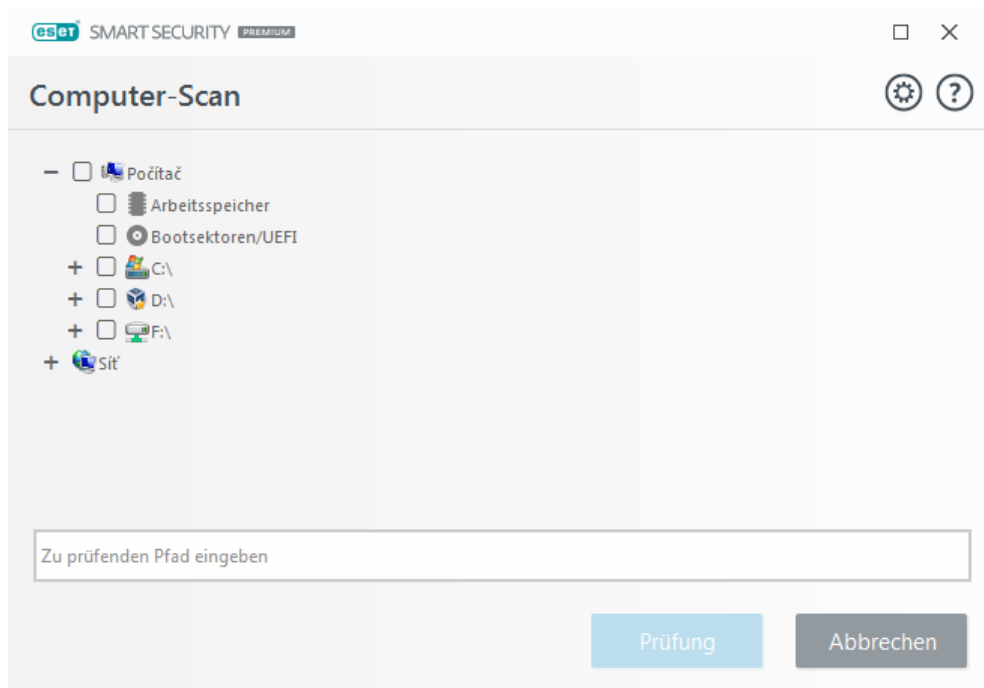 eset SMART SECURITY PREMIUM
Computer-Scan
Počítač
Arbeitsspeicher
Bootsektoren/UEFI
C:\
D:\
F:\
Síť
Zu prüfenden Pfad eingeben
Prüfung Abbrechen